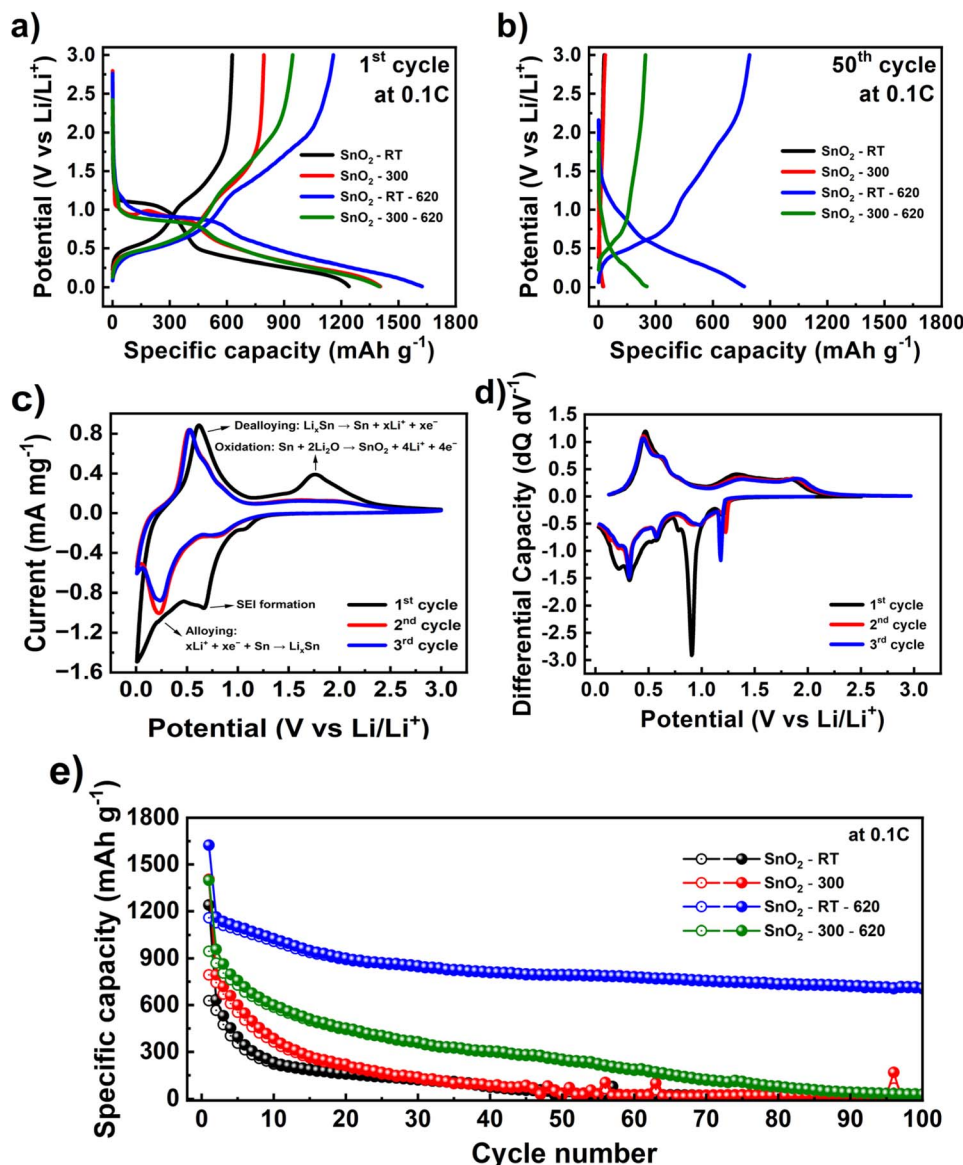 a)
3.0
2.5
2.0
1.5
1.0
0.5
0.0
Potential (V vs Li/Li⁺)
1ˢᵗ cycle
at 0.1C
SnO₂ - RT
SnO₂ - 300
SnO₂ - RT - 620
SnO₂ - 300 - 620
0 300 600 900 1200 1500 1800
Specific capacity (mAh g⁻¹)
b)
3.0
2.5
2.0
1.5
1.0
0.5
0.0
Potential (V vs Li/Li⁺)
50ᵗʰ cycle
at 0.1C
SnO₂ - RT
SnO₂ - 300
SnO₂ - RT - 620
SnO₂ - 300 - 620
0 300 600 900 1200 1500 1800
Specific capacity (mAh g⁻¹)
c)
0.8
0.4
0.0
−0.4
−0.8
−1.2
−1.6
Current (mA mg⁻¹)
Dealloying: LiₓSn → Sn + xLi⁺ + xe⁻
Oxidation: Sn + 2Li₂O → SnO₂ + 4Li⁺ + 4e⁻
SEI formation
Alloying:
xLi⁺ + xe⁻ + Sn → LiₓSn
1ˢᵗ cycle
2ⁿᵈ cycle
3ʳᵈ cycle
0.0 0.5 1.0 1.5 2.0 2.5 3.0
Potential (V vs Li/Li⁺)
d)
1.5
1.0
0.5
0.0
-0.5
-1.0
-1.5
-2.0
-2.5
-3.0
Differential Capacity (dQ dV⁻¹)
1ˢᵗ cycle
2ⁿᵈ cycle
3ʳᵈ cycle
0.0 0.5 1.0 1.5 2.0 2.5 3.0
Potential (V vs Li/Li⁺)
e)
1800
1500
1200
900
600
300
0
Specific capacity (mAh g⁻¹)
at 0.1C
SnO₂ - RT
SnO₂ - 300
SnO₂ - RT - 620
SnO₂ - 300 - 620
0 10 20 30 40 50 60 70 80 90 100
Cycle number